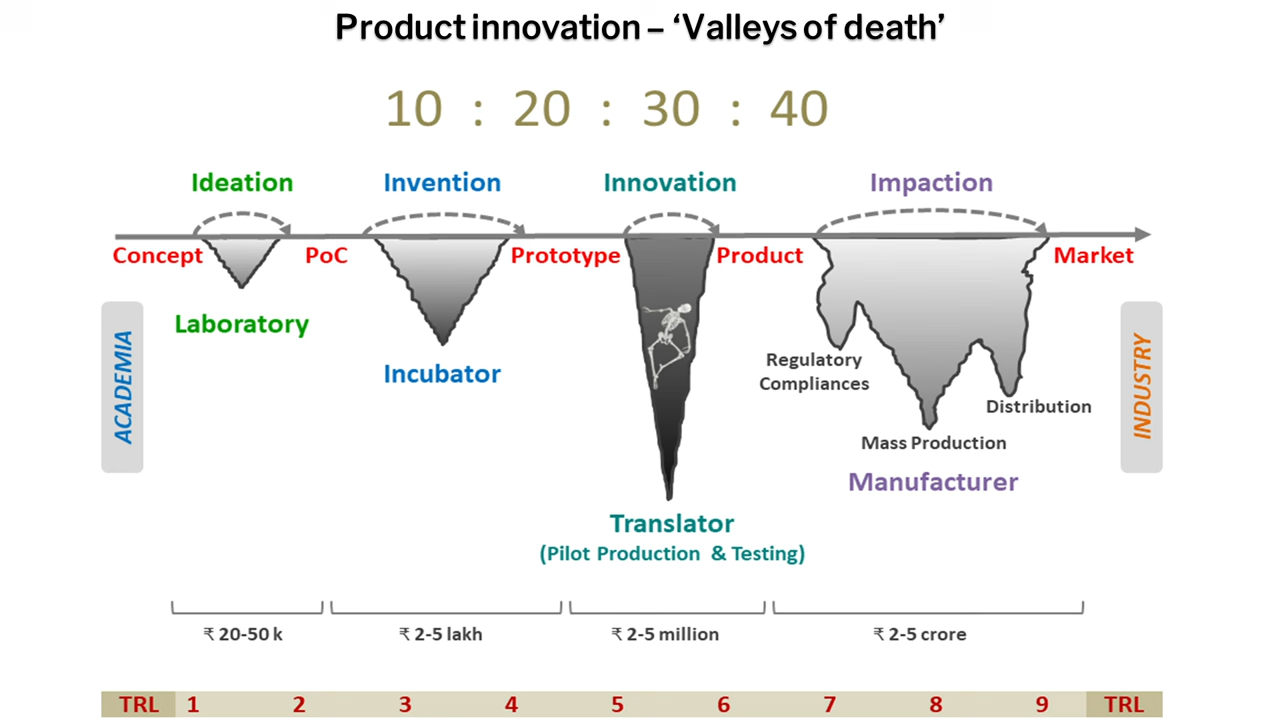 Product innovation – ‘Valleys of death’
10 : 20 : 30 : 40
Ideation Invention Innovation Impaction
Concept PoC Prototype Product Market
Laboratory
ACADEMIA
INDUSTRY
Regulatory
Compliances
Incubator
Distribution
Mass Production
Manufacturer
Translator
(Pilot Production & Testing)
₹ 20-50 k ₹ 2-5 lakh ₹ 2-5 million ₹ 2-5 crore
TRL 1 2 3 4 5 6 7 8 9 TRL